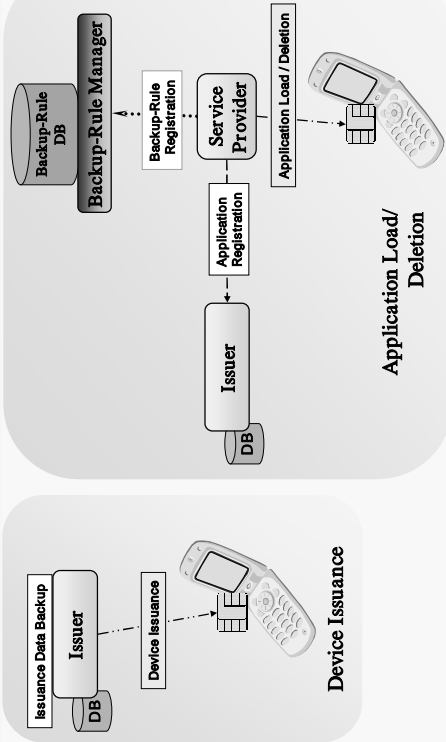 Issuance Data Backup
Issuer
DB
Device Issuance
Device Issuance
Backup-Rule
DB
Backup-Rule Manager
Backup-Rule
Registration
Service
Provider
Application Load / Deletion
Application
Registration
Issuer
DB
Application Load/
Deletion